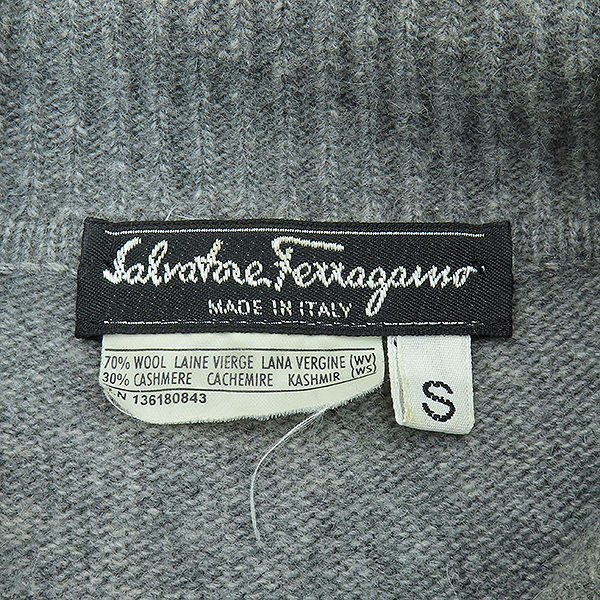 Salvatore Ferragamo
MADE IN ITALY
70% WOOL LAINE VIERGE LANA VERGINE (WV)
30% CASHMERE CACHEMIRE KASHMIR (WS)
N 136180843
S